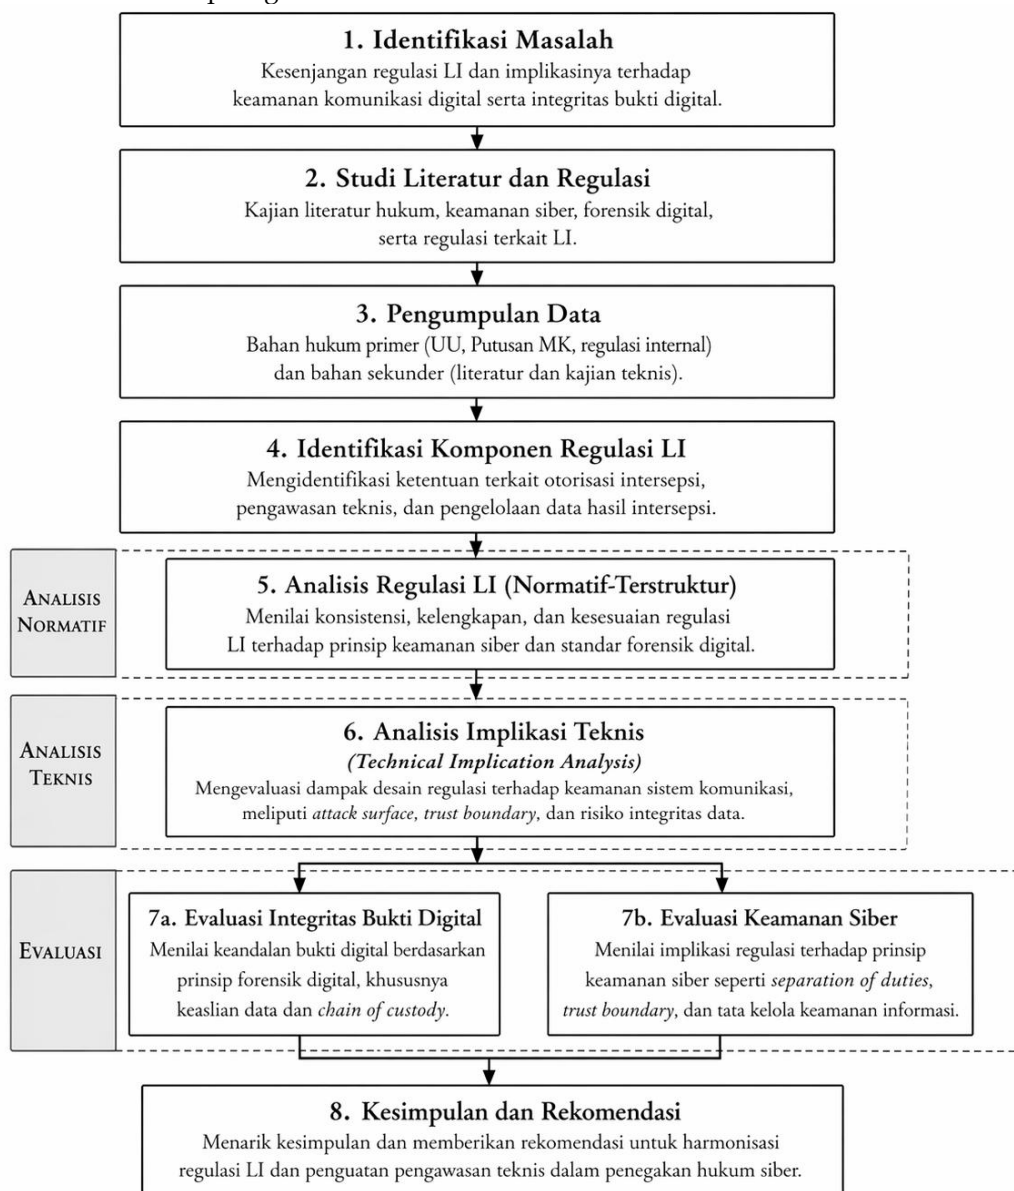 1. Identifikasi Masalah
Kesenjangan regulasi LI dan implikasinya terhadap
keamanan komunikasi digital serta integritas bukti digital.
2. Studi Literatur dan Regulasi
Kajian literatur hukum, keamanan siber, forensik digital,
serta regulasi terkait LI.
3. Pengumpulan Data
Bahan hukum primer (UU, Putusan MK, regulasi internal)
dan bahan sekunder (literatur dan kajian teknis).
4. Identifikasi Komponen Regulasi LI
Mengidentifikasi ketentuan terkait otorisasi intersepsi,
pengawasan teknis, dan pengelolaan data hasil intersepsi.
ANALISIS
NORMATIF
5. Analisis Regulasi LI (Normatif-Terstruktur)
Menilai konsistensi, kelengkapan, dan kesesuaian regulasi
LI terhadap prinsip keamanan siber dan standar forensik digital.
ANALISIS
TEKNIS
6. Analisis Implikasi Teknis
(Technical Implication Analysis)
Mengevaluasi dampak desain regulasi terhadap keamanan sistem komunikasi,
meliputi attack surface, trust boundary, dan risiko integritas data.
EVALUASI
7a. Evaluasi Integritas Bukti Digital
Menilai keandalan bukti digital berdasarkan
prinsip forensik digital, khususnya
keaslian data dan chain of custody.
7b. Evaluasi Keamanan Siber
Menilai implikasi regulasi terhadap prinsip
keamanan siber seperti separation of duties,
trust boundary, dan tata kelola keamanan informasi.
8. Kesimpulan dan Rekomendasi
Menarik kesimpulan dan memberikan rekomendasi untuk harmonisasi
regulasi LI dan penguatan pengawasan teknis dalam penegakan hukum siber.